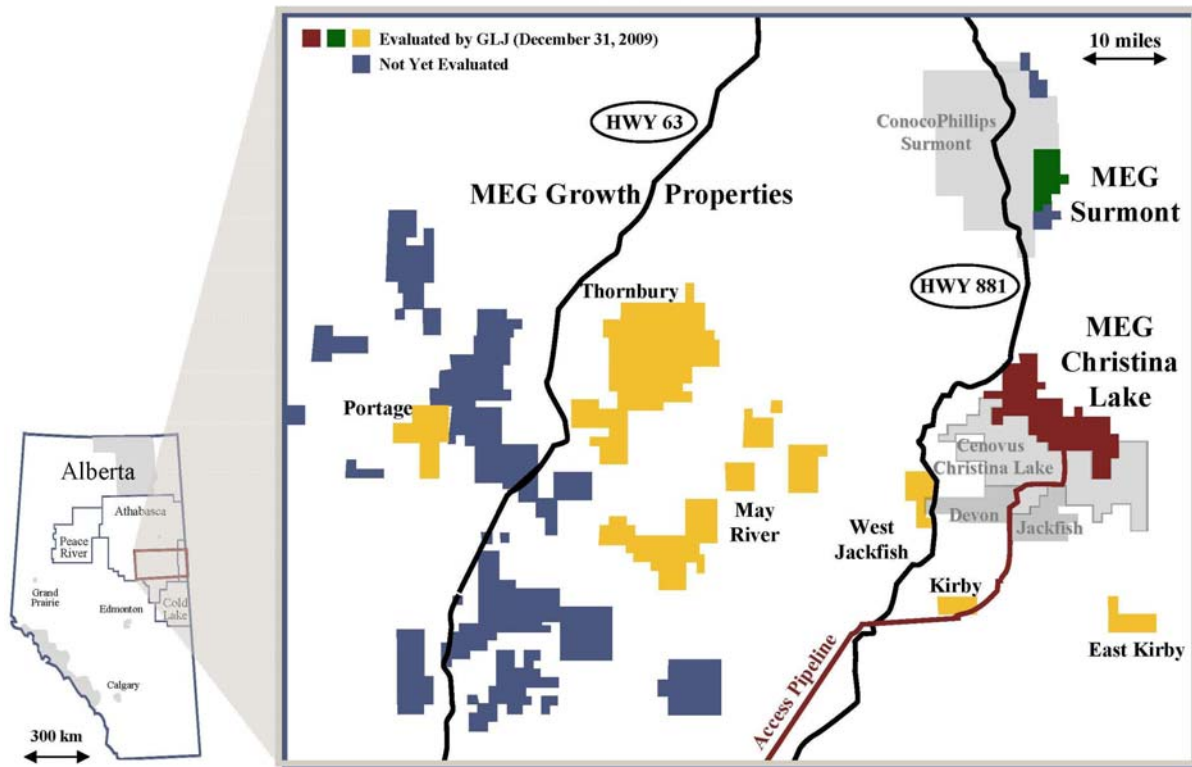 Evaluated by GLJ (December 31, 2009)
Not Yet Evaluated
10 miles
HWY 63
ConocoPhillips
Surmont
MEG Growth Properties
MEG
Surmont
HWY 881
Thornbury
MEG
Christina
Lake
Portage
Cenovus
Christina Lake
May
River
West
Jackfish
Devon
Jackfish
Kirby
East Kirby
Access Pipeline
Alberta
Athabasca
Peace
River
Grand
Prairie
Edmonton
Cold
Lake
Calgary
300 km